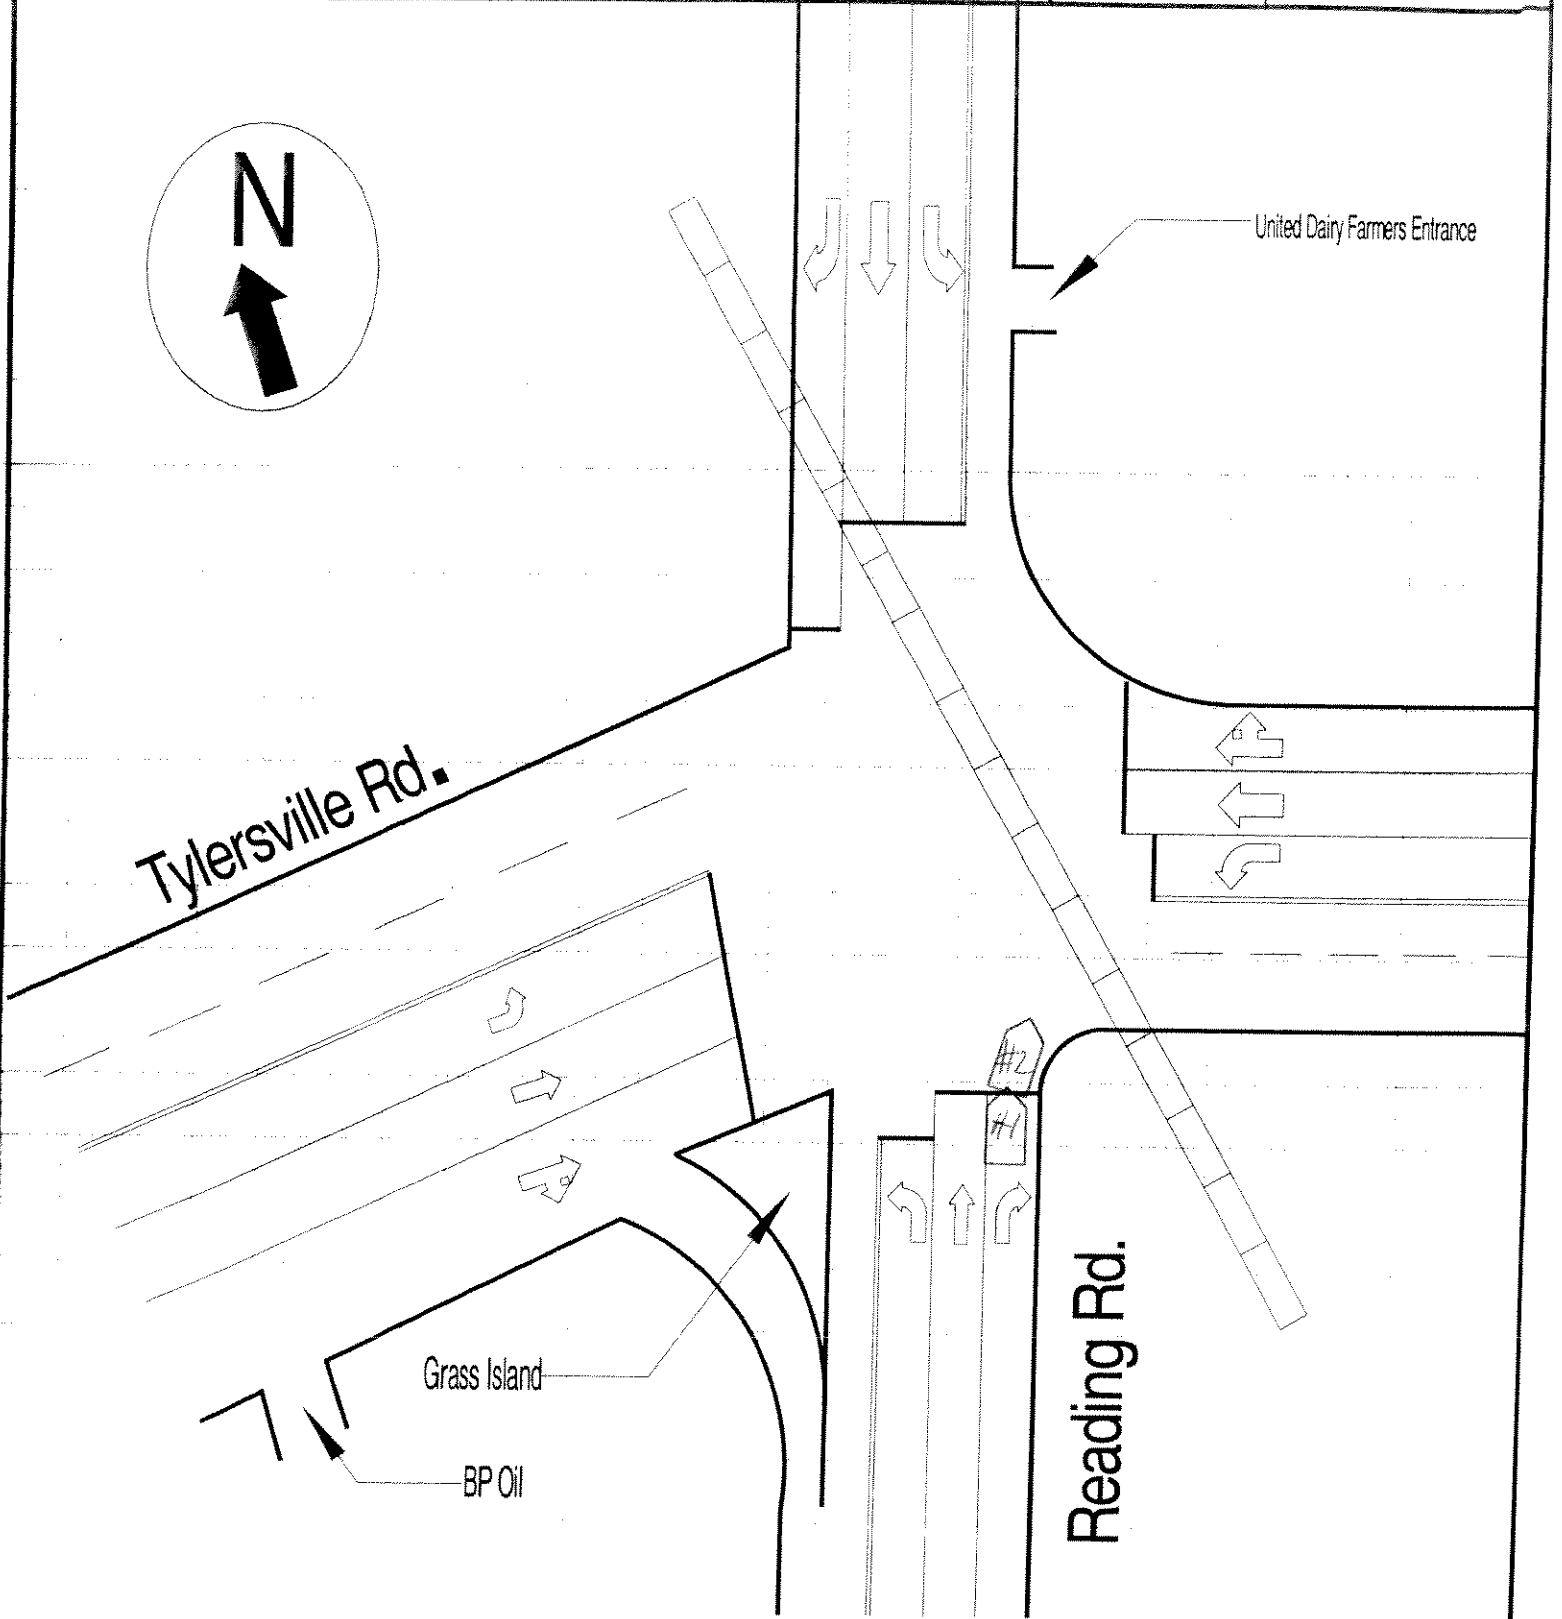 N
United Dairy Farmers Entrance
Tylersville Rd.
#2
#1
Grass Island
BP Oil
Reading Rd.